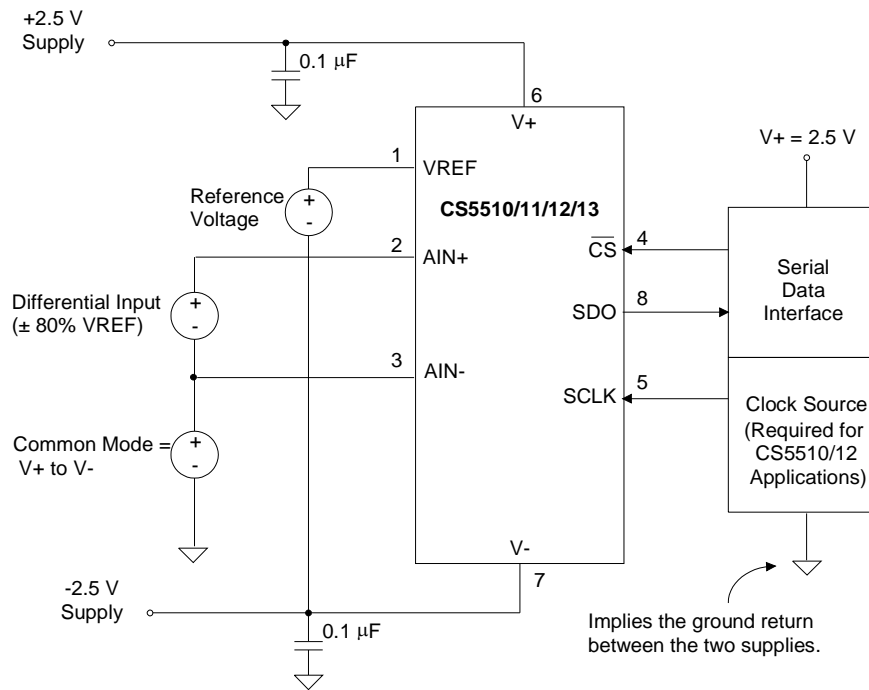 +2.5 V
Supply
0.1 μF
6
V+
V+ = 2.5 V
1
VREF
Reference
Voltage
+
-
CS5510/11/12/13
2
AIN+
CS
4
Serial
Data
Interface
Differential Input
(± 80% VREF)
+
-
SDO
8
3
AIN-
SCLK
5
Clock Source
(Required for
CS5510/12
Applications)
Common Mode =
V+ to V-
+
-
V-
7
-2.5 V
Supply
0.1 μF
Implies the ground return
between the two supplies.